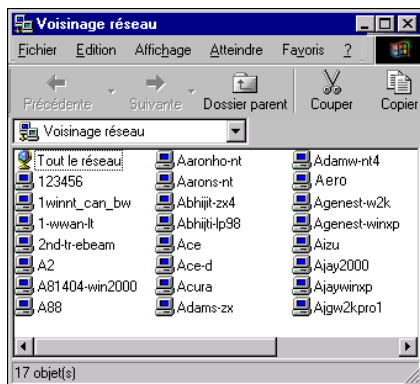 Voisinage réseau
Fichier Edition Affichage Atteindre Favoris ?
Précédente Suivante Dossier parent Couper Copier
Voisinage réseau
Tout le réseau Aaronho-nt Adamw-nt4
123456 Aarons-nt Aero
1winnt_can_bw Abhijit-zx4 Agenest-w2k
1-wwan-lt Abhijti-lp98 Agenest-winxp
2nd-tr-ebeam Ace Aizu
A2 Ace-d Ajay2000
A81404-win2000 Acura Ajaywinxp
A88 Adams-zx Ajgw2kpro1
17 objet(s)